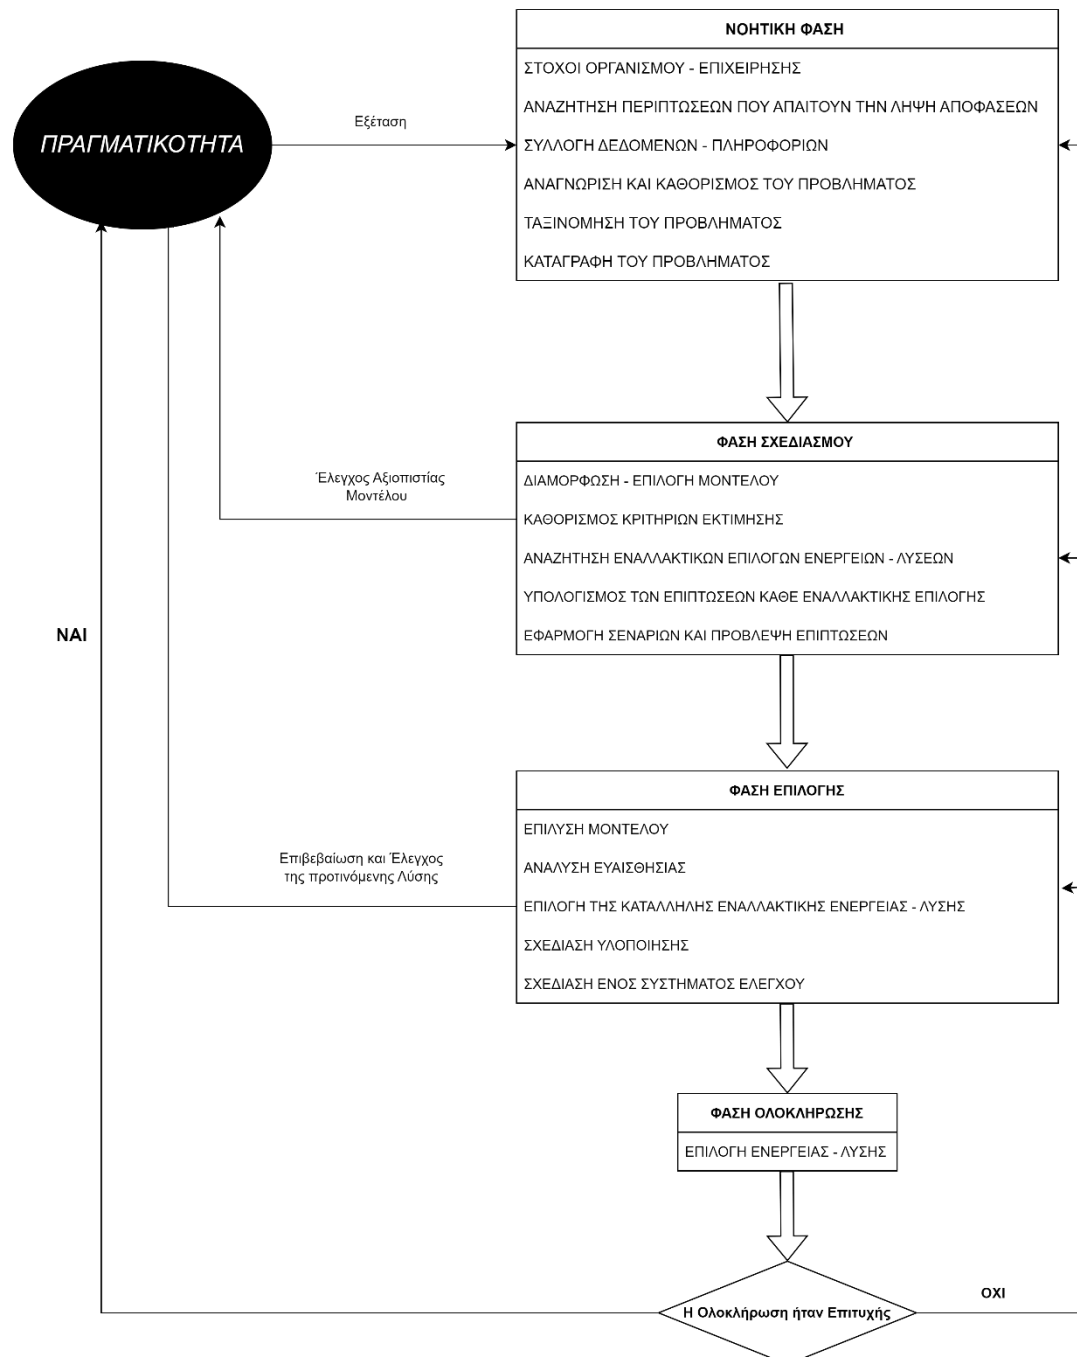 ΝΟΗΤΙΚΗ ΦΑΣΗ
ΣΤΟΧΟΙ ΟΡΓΑΝΙΣΜΟΥ - ΕΠΙΧΕΙΡΗΣΗΣ
ΑΝΑΖΗΤΗΣΗ ΠΕΡΙΠΤΩΣΕΩΝ ΠΟΥ ΑΠΑΙΤΟΥΝ ΤΗΝ ΛΗΨΗ ΑΠΟΦΑΣΕΩΝ
ΠΡΑΓΜΑΤΙΚΟΤΗΤΑ
Εξέταση
ΣΥΛΛΟΓΗ ΔΕΔΟΜΕΝΩΝ - ΠΛΗΡΟΦΟΡΙΩΝ
ΑΝΑΓΝΩΡΙΣΗ ΚΑΙ ΚΑΘΟΡΙΣΜΟΣ ΤΟΥ ΠΡΟΒΛΗΜΑΤΟΣ
ΤΑΞΙΝΟΜΗΣΗ ΤΟΥ ΠΡΟΒΛΗΜΑΤΟΣ
ΚΑΤΑΓΡΑΦΗ ΤΟΥ ΠΡΟΒΛΗΜΑΤΟΣ
ΦΑΣΗ ΣΧΕΔΙΑΣΜΟΥ
Έλεγχος Αξιοπιστίας
Μοντέλου
ΔΙΑΜΟΡΦΩΣΗ - ΕΠΙΛΟΓΗ ΜΟΝΤΕΛΟΥ
ΚΑΘΟΡΙΣΜΟΣ ΚΡΙΤΗΡΙΩΝ ΕΚΤΙΜΗΣΗΣ
ΑΝΑΖΗΤΗΣΗ ΕΝΑΛΛΑΚΤΙΚΩΝ ΕΠΙΛΟΓΩΝ ΕΝΕΡΓΕΙΩΝ - ΛΥΣΕΩΝ
ΥΠΟΛΟΓΙΣΜΟΣ ΤΩΝ ΕΠΙΠΤΩΣΕΩΝ ΚΑΘΕ ΕΝΑΛΛΑΚΤΙΚΗΣ ΕΠΙΛΟΓΗΣ
ΕΦΑΡΜΟΓΗ ΣΕΝΑΡΙΩΝ ΚΑΙ ΠΡΟΒΛΕΨΗ ΕΠΙΠΤΩΣΕΩΝ
ΝΑΙ
ΦΑΣΗ ΕΠΙΛΟΓΗΣ
ΕΠΙΛΥΣΗ ΜΟΝΤΕΛΟΥ
Επιβεβαίωση και Έλεγχος
της προτινόμενης Λύσης
ΑΝΑΛΥΣΗ ΕΥΑΙΣΘΗΣΙΑΣ
ΕΠΙΛΟΓΗ ΤΗΣ ΚΑΤΑΛΛΗΛΗΣ ΕΝΑΛΛΑΚΤΙΚΗΣ ΕΝΕΡΓΕΙΑΣ - ΛΥΣΗΣ
ΣΧΕΔΙΑΣΗ ΥΛΟΠΟΙΗΣΗΣ
ΣΧΕΔΙΑΣΗ ΕΝΟΣ ΣΥΣΤΗΜΑΤΟΣ ΕΛΕΓΧΟΥ
ΦΑΣΗ ΟΛΟΚΛΗΡΩΣΗΣ
ΕΠΙΛΟΓΗ ΕΝΕΡΓΕΙΑΣ - ΛΥΣΗΣ
Η Ολοκλήρωση ήταν Επιτυχής
ΟΧΙ